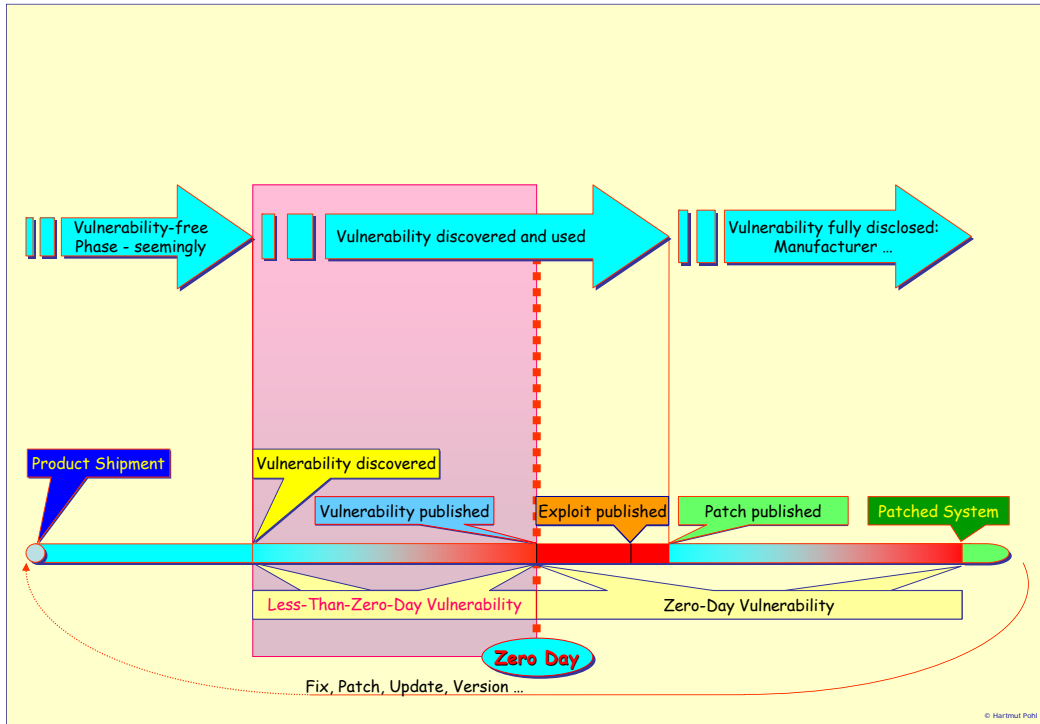 Vulnerability-free
Phase - seemingly
Vulnerability discovered and used
Vulnerability fully disclosed:
Manufacturer …
Product Shipment
Vulnerability discovered
Vulnerability published
Exploit published
Patch published
Patched System
Less-Than-Zero-Day Vulnerability
Zero-Day Vulnerability
Zero Day
Fix, Patch, Update, Version …
© Hartmut Pohl